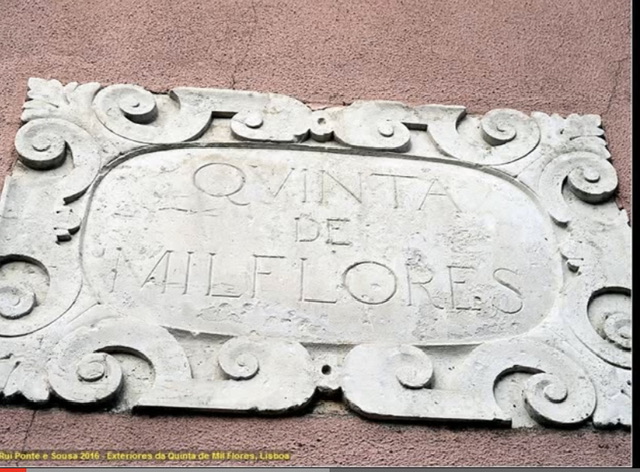 QVINTA
DE
MILFLORES
Rui Ponte e Sousa 2016 - Exteriores da Quinta de Mil Flores, Lisboa